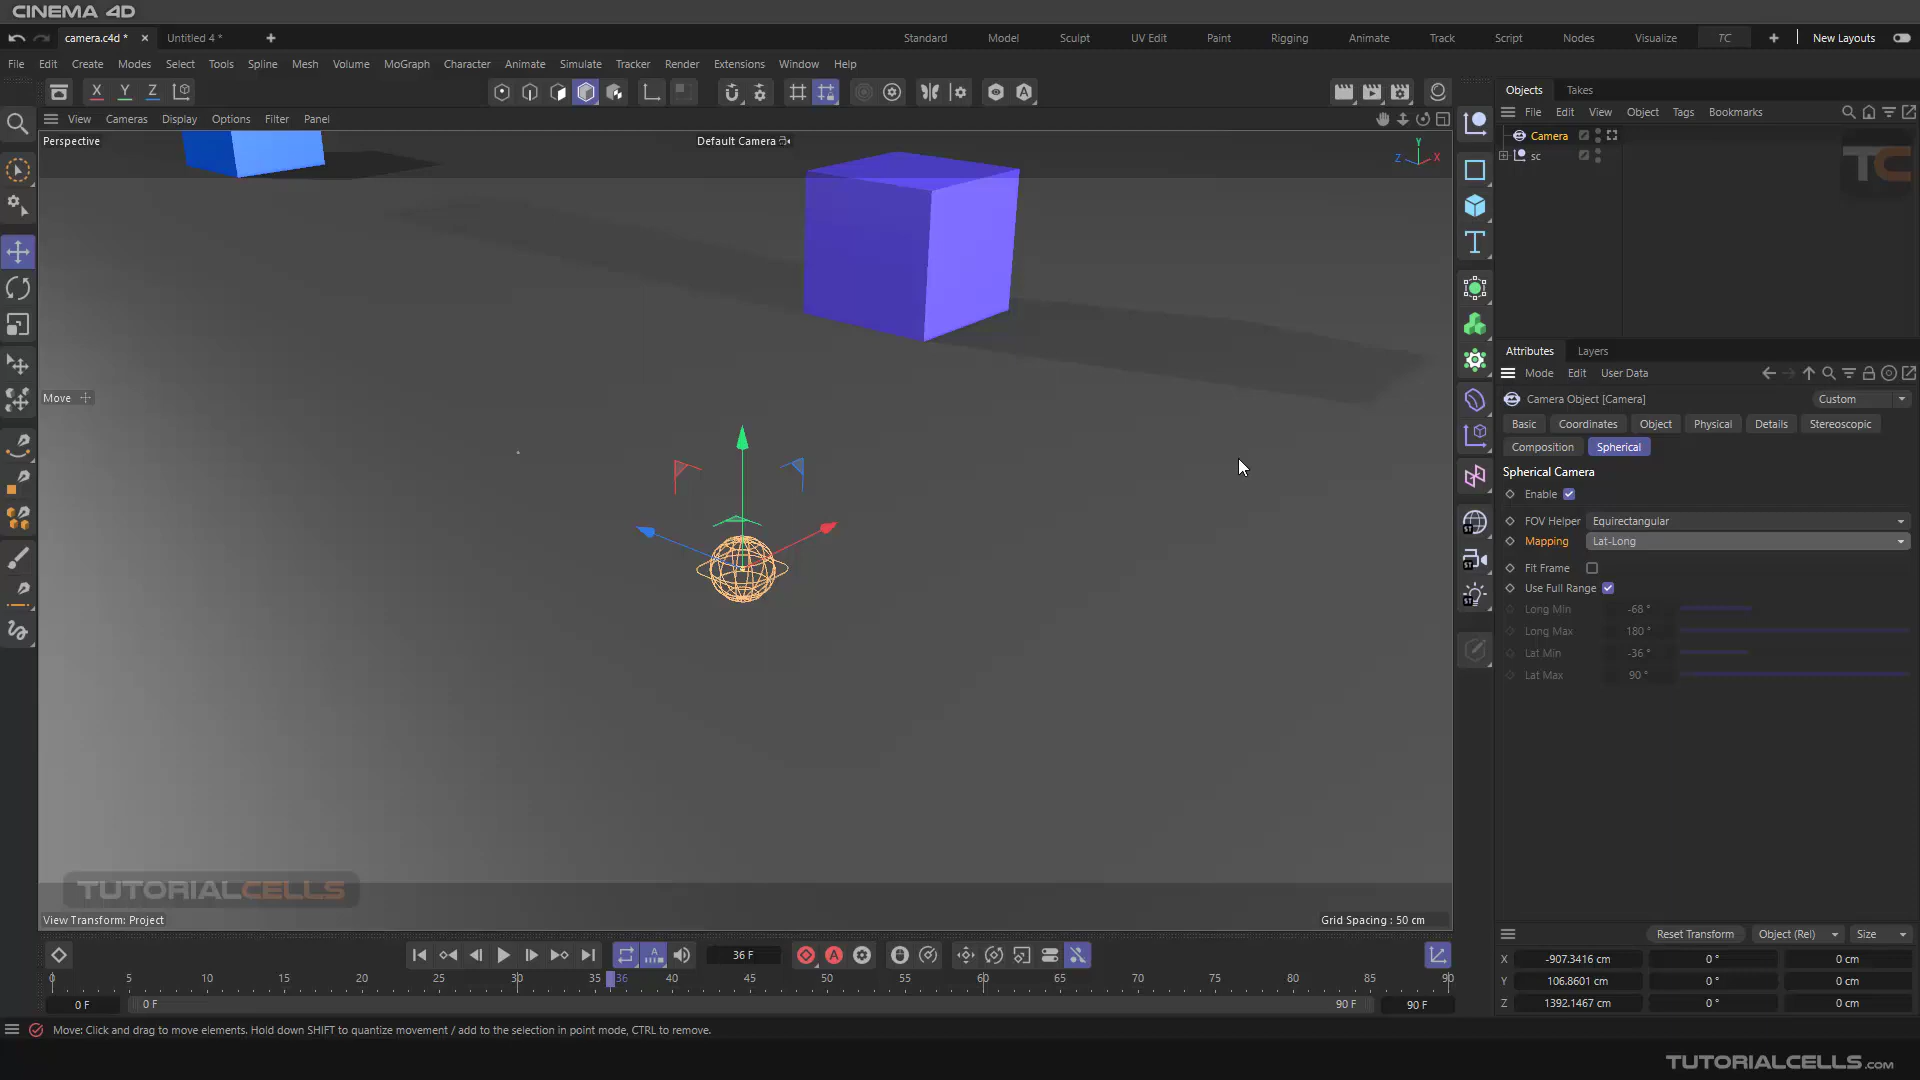 CINEMA 4D
camera.c4d *
Untitled 4 *
Standard Model Sculpt UV Edit Paint Rigging Animate Track Script Nodes Visualize TC New Layouts
File Edit Create Modes Select Tools Spline Mesh Volume MoGraph Character Animate Simulate Tracker Render Extensions Window Help
X Y Z
View Cameras Display Options Filter Panel
Perspective
Default Camera
Y
Z X
Move
TUTORIALCELLS
View Transform: Project
Grid Spacing : 50 cm
T
ST
ST
ST
Objects Takes
File Edit View Object Tags Bookmarks
Camera
sc
TC
Attributes Layers
Mode Edit User Data
Camera Object [Camera]
Custom
Basic Coordinates Object Physical Details Stereoscopic
Composition Spherical
Spherical Camera
Enable
FOV Helper Equirectangular
Mapping Lat-Long
Fit Frame
Use Full Range
Long Min -68 °
Long Max 180 °
Lat Min -36 °
Lat Max 90 °
Reset Transform Object (Rel) Size
X -907.3416 cm 0 ° 0 cm
Y 106.8601 cm 0 ° 0 cm
Z 1392.1467 cm 0 ° 0 cm
36 F
0 5 10 15 20 25 30 35 36 40 45 50 55 60 65 70 75 80 85 90
0 F 0 F 90 F 90 F
Move: Click and drag to move elements. Hold down SHIFT to quantize movement / add to the selection in point mode, CTRL to remove.
TUTORIALCELLS.com